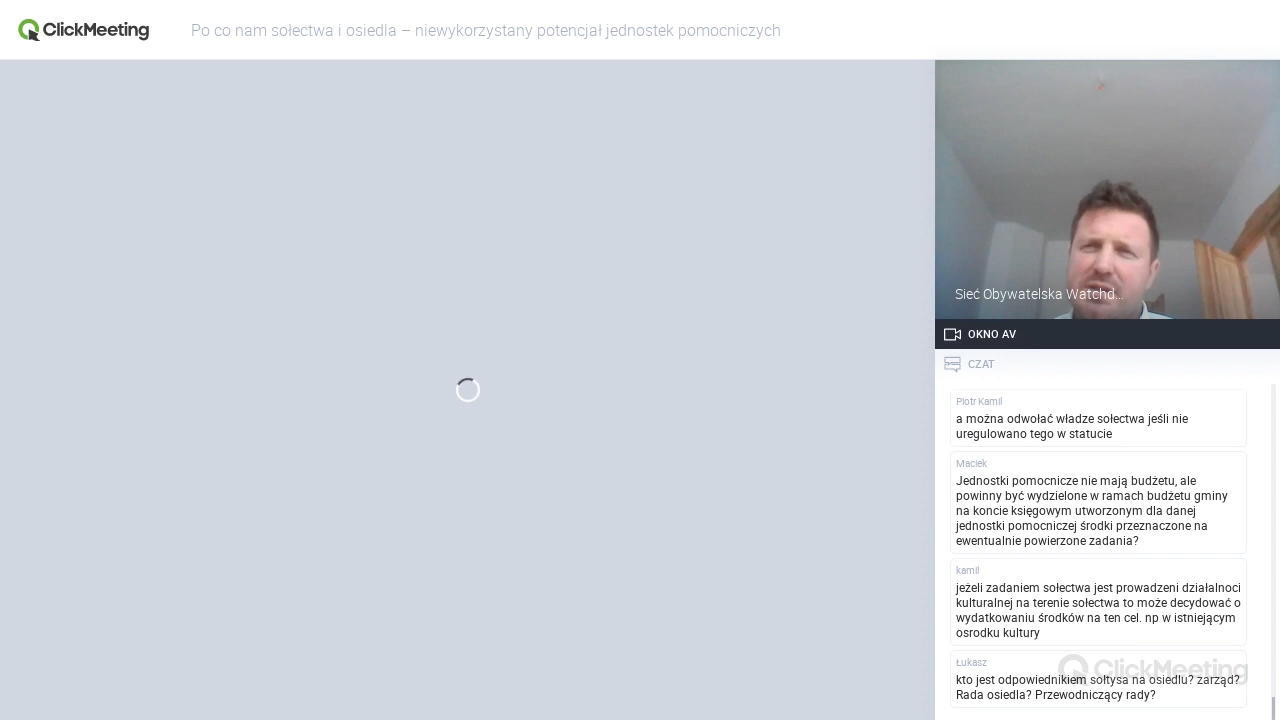 ClickMeeting
Po co nam sołectwa i osiedla – niewykorzystany potencjał jednostek pomocniczych
Sieć Obywatelska Watchd...
OKNO AV
CZAT
Piotr Kamil
a można odwołać władze sołectwa jeśli nie
uregulowano tego w statucie
Maciek
Jednostki pomocnicze nie mają budżetu, ale
powinny być wydzielone w ramach budżetu gminy
na koncie księgowym utworzonym dla danej
jednostki pomocniczej środki przeznaczone na
ewentualnie powierzone zadania?
kamil
jeżeli zadaniem sołectwa jest prowadzeni działalnoci
kulturalnej na terenie sołectwa to może decydować o
wydatkowaniu środków na ten cel. np w istniejącym
osrodku kultury
Łukasz
kto jest odpowiednikiem sołtysa na osiedlu? zarząd?
Rada osiedla? Przewodniczący rady?
ClickMeeting